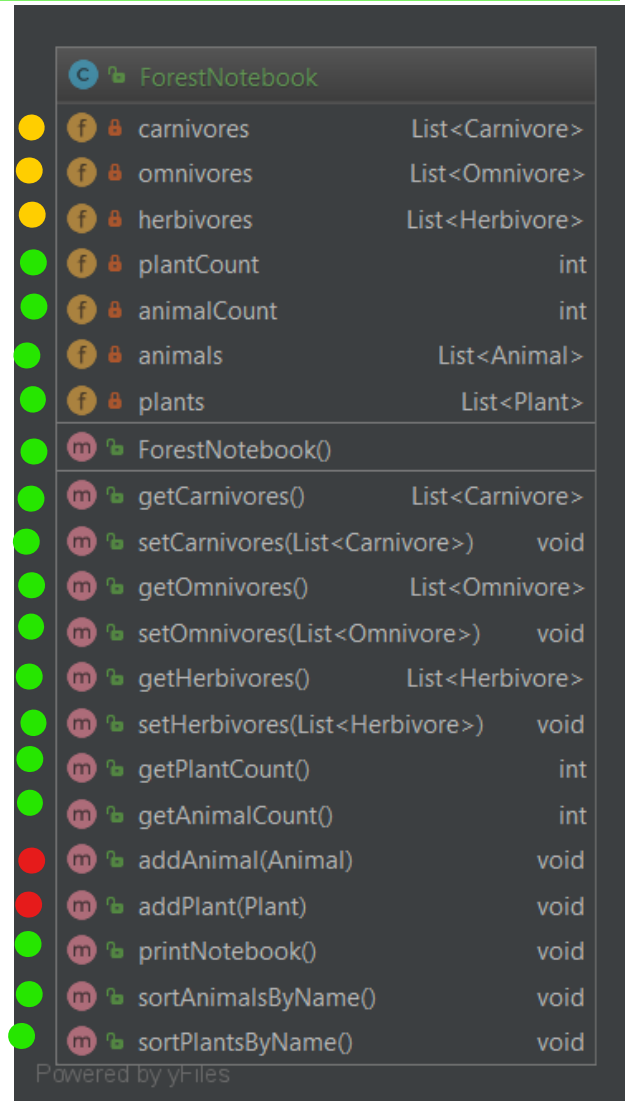 C ForestNotebook
f carnivores List<Carnivore>
f omnivores List<Omnivore>
f herbivores List<Herbivore>
f plantCount int
f animalCount int
f animals List<Animal>
f plants List<Plant>
m ForestNotebook()
m getCarnivores() List<Carnivore>
m setCarnivores(List<Carnivore>) void
m getOmnivores() List<Omnivore>
m setOmnivores(List<Omnivore>) void
m getHerbivores() List<Herbivore>
m setHerbivores(List<Herbivore>) void
m getPlantCount() int
m getAnimalCount() int
m addAnimal(Animal) void
m addPlant(Plant) void
m printNotebook() void
m sortAnimalsByName() void
m sortPlantsByName() void
Powered by yFiles